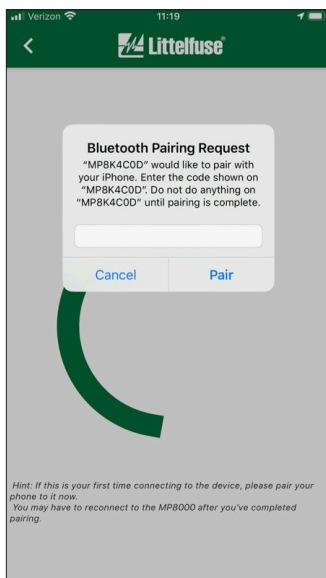 Verizon 11:19
Littelfuse®
Bluetooth Pairing Request
“MP8K4C0D” would like to pair with
your iPhone. Enter the code shown on
“MP8K4C0D”. Do not do anything on
“MP8K4C0D” until pairing is complete.
Cancel Pair
Hint: If this is your first time connecting to the device, please pair your
phone to it now.
You may have to reconnect to the MP8000 after you've completed
pairing.